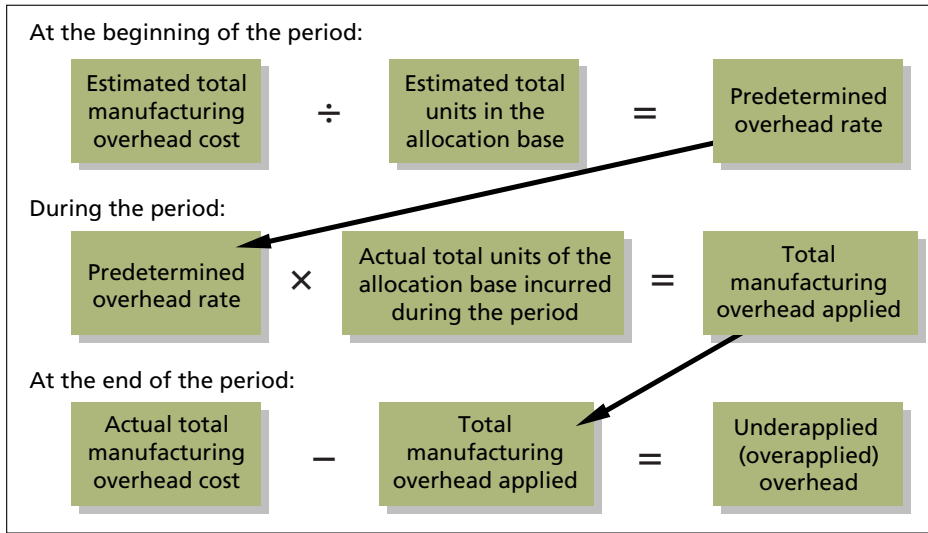 At the beginning of the period:
Estimated total
manufacturing
overhead cost
÷
Estimated total
units in the
allocation base
=
Predetermined
overhead rate
During the period:
Predetermined
overhead rate
×
Actual total units of the
allocation base incurred
during the period
=
Total
manufacturing
overhead applied
At the end of the period:
Actual total
manufacturing
overhead cost
−
Total
manufacturing
overhead applied
=
Underapplied
(overapplied)
overhead